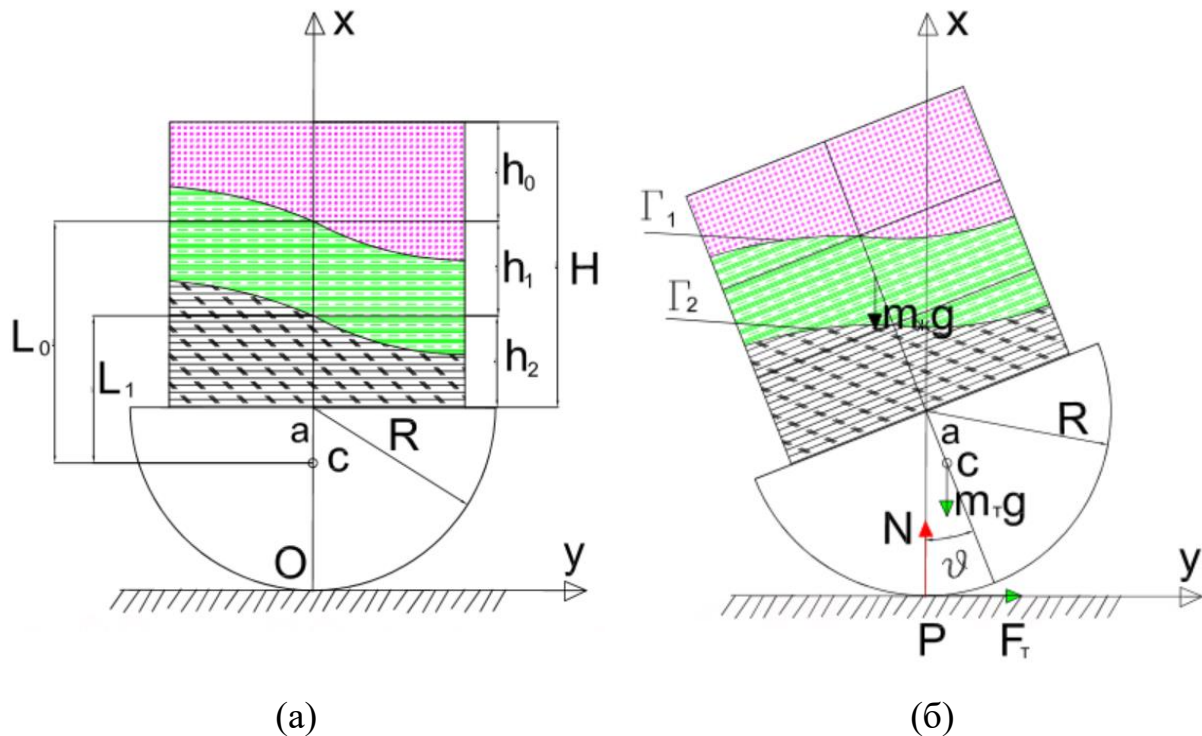 x x
h₀
Γ₁
h₁ H
Γ₂
L₀ mжg
L₁ h₂
a R a R
c c
mтg
N
O ϑ
y y
P Fт
(а) (б)